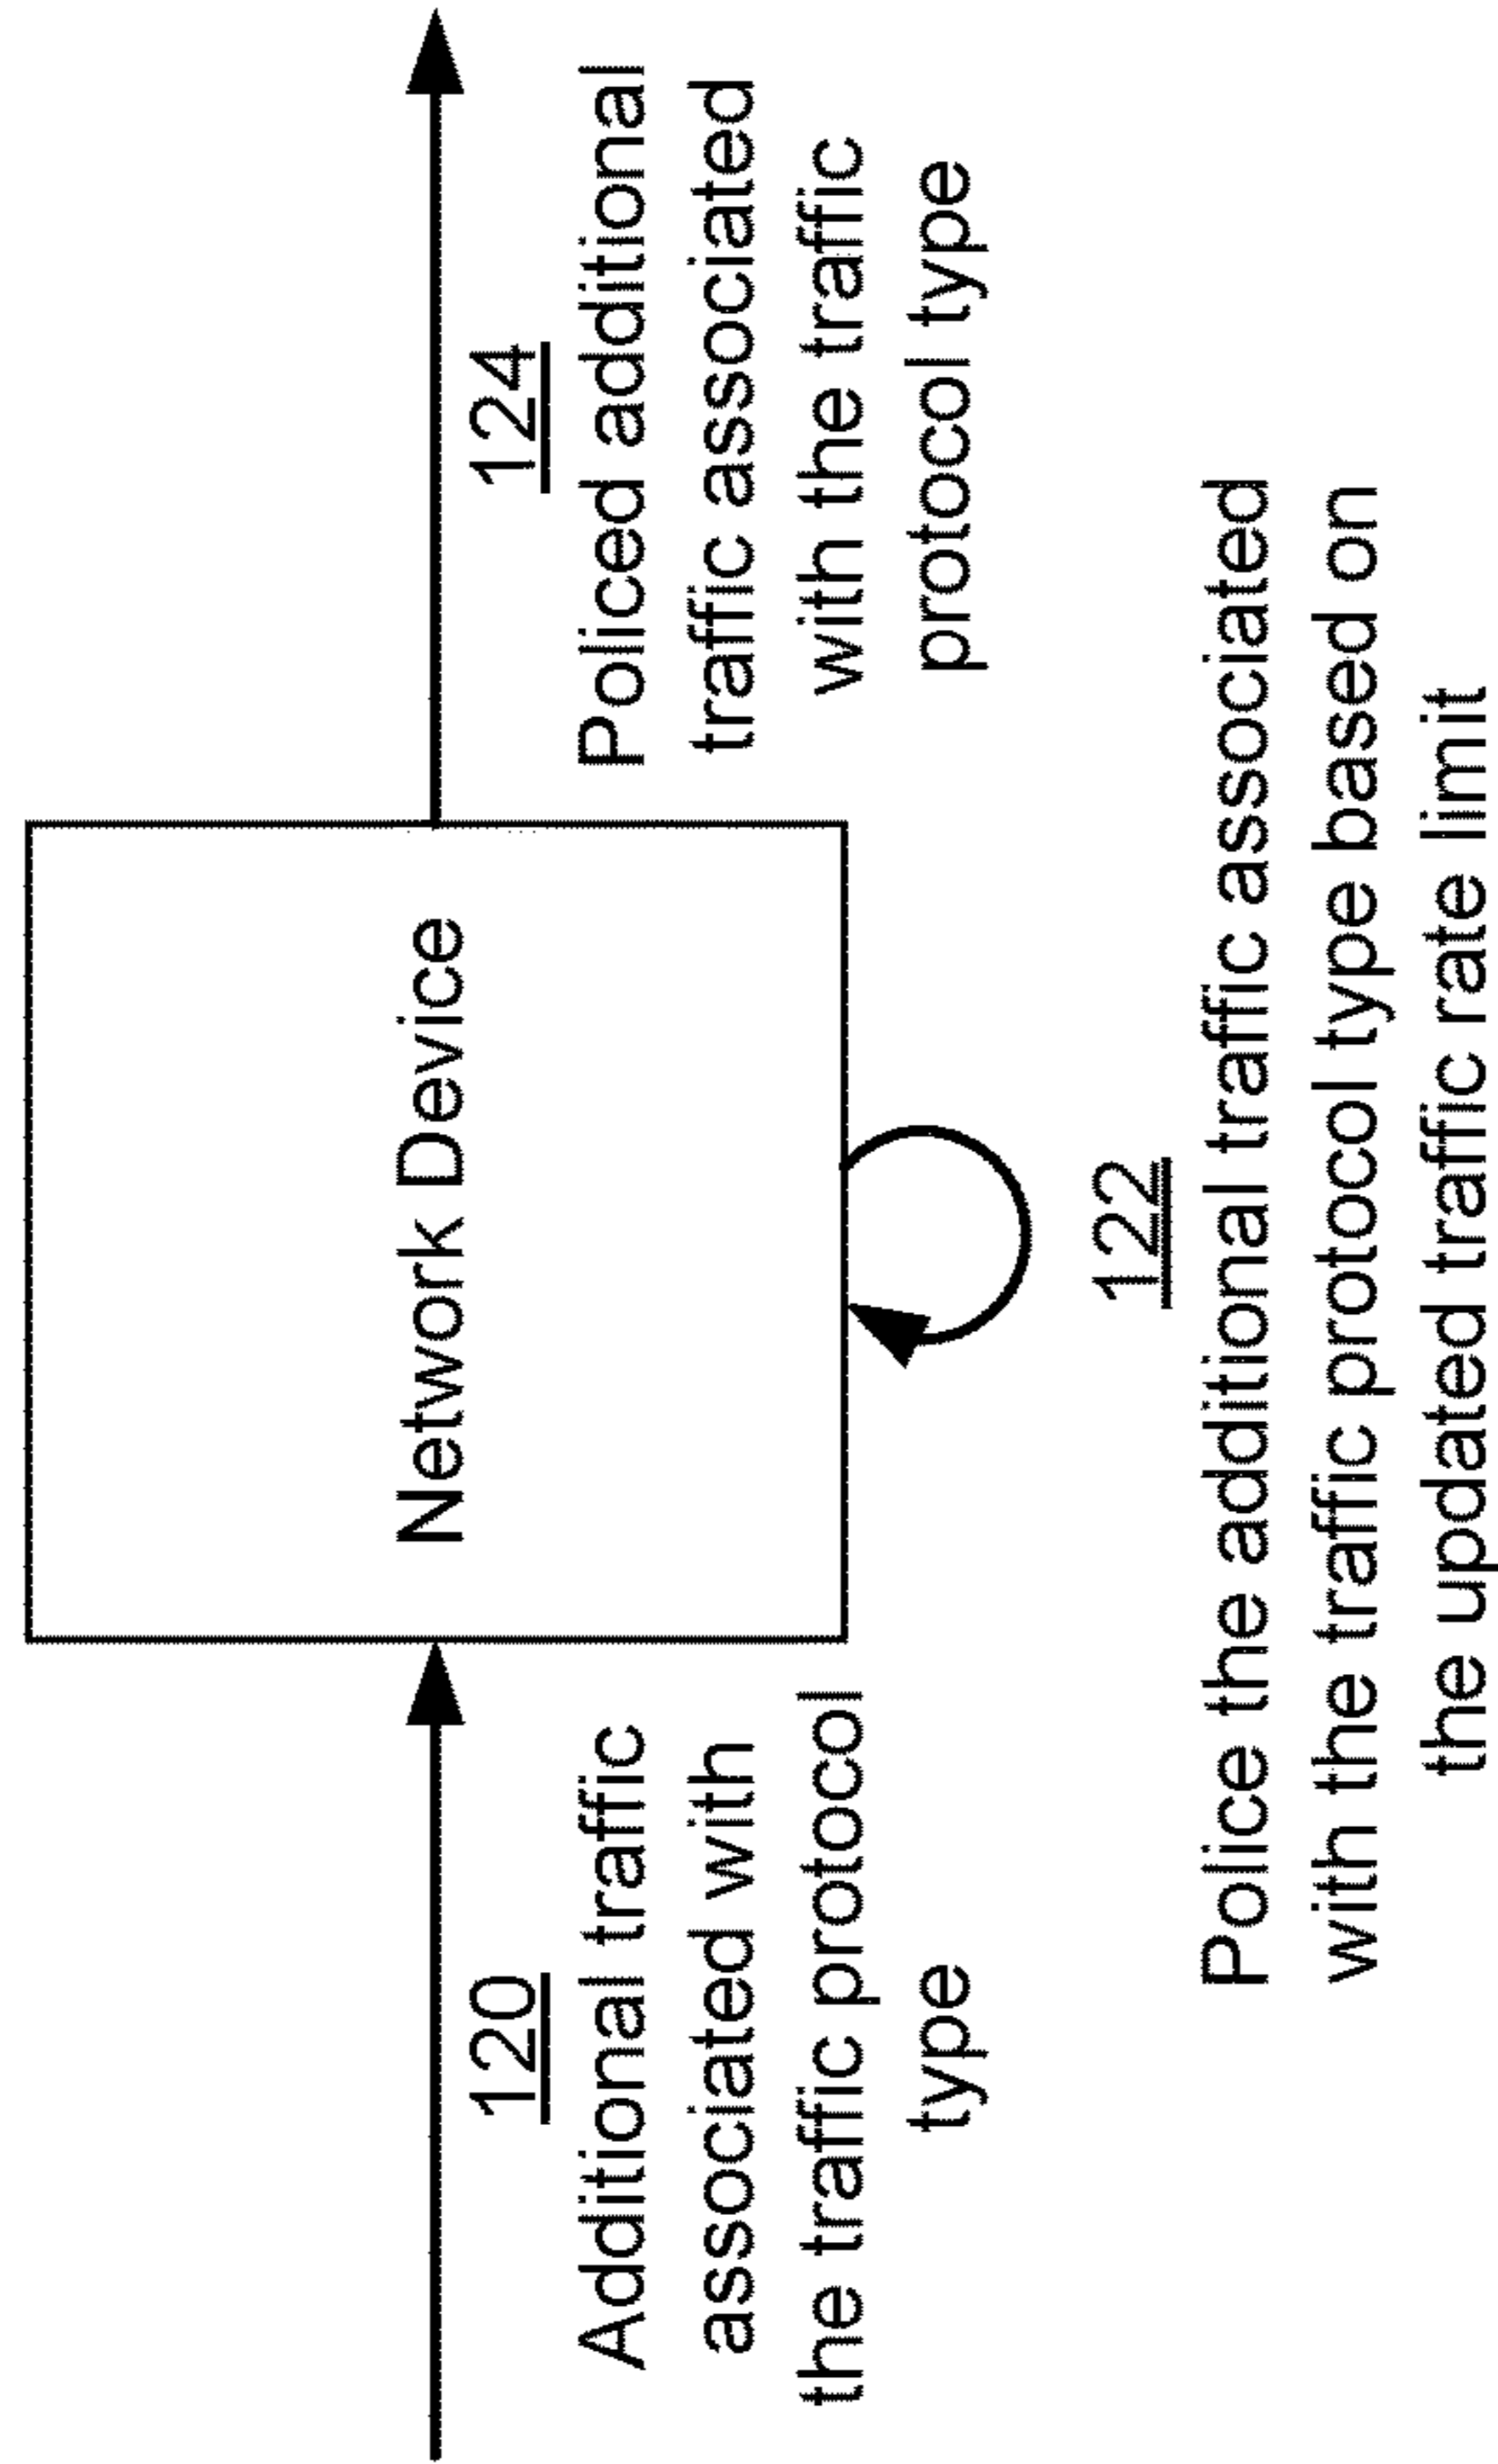 Network Device
120
Additional traffic
associated with
the traffic protocol
type
124
Policed additional
traffic associated
with the traffic
protocol type
122
Police the additional traffic associated
with the traffic protocol type based on
the updated traffic rate limit